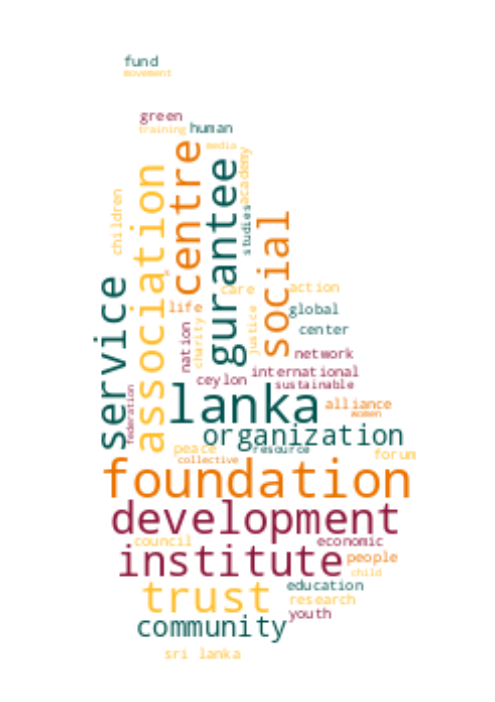 fund
movement
green
training human
centre
media
gurantee
academy
association
children
studies
social
service
care action
life global
nation
charity
justice
center
network
international
ceylon sustainable
federation
lanka
alliance
women
organization
peace resource
forum
collective
foundation
development
council economic
institute
people
child
trust
education
research
youth
community
sri lanka